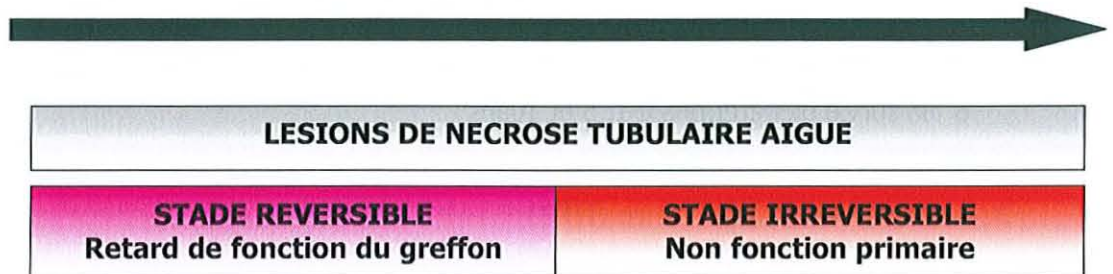 LESIONS DE NECROSE TUBULAIRE AIGUE
STADE REVERSIBLE
Retard de fonction du greffon
STADE IRREVERSIBLE
Non fonction primaire